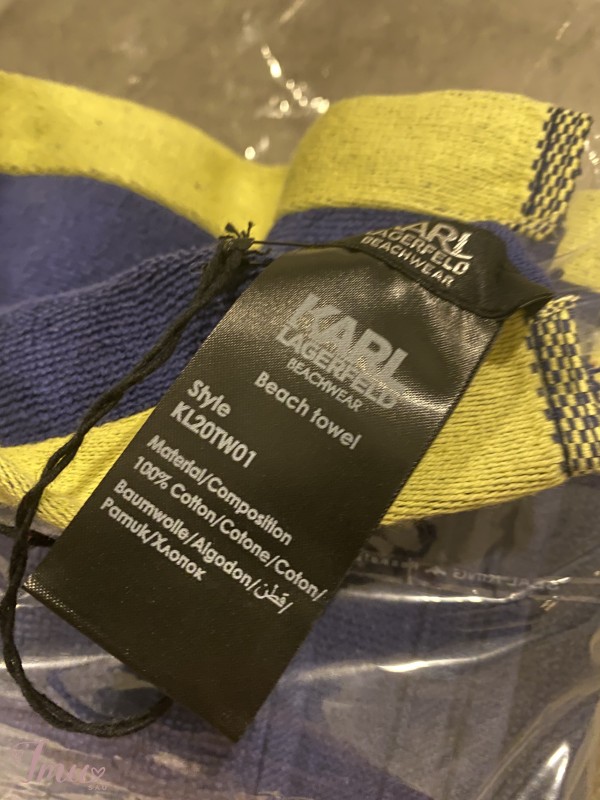 KARL
LAGERFELD
BEACHWEAR
KARL
LAGERFELD
BEACHWEAR
Beach towel
Style
KL20TW01
Material/Composition
100% Cotton/Cotone/Coton/
Baumwolle/Algodon/قطن/
Pamuk/Хлопок